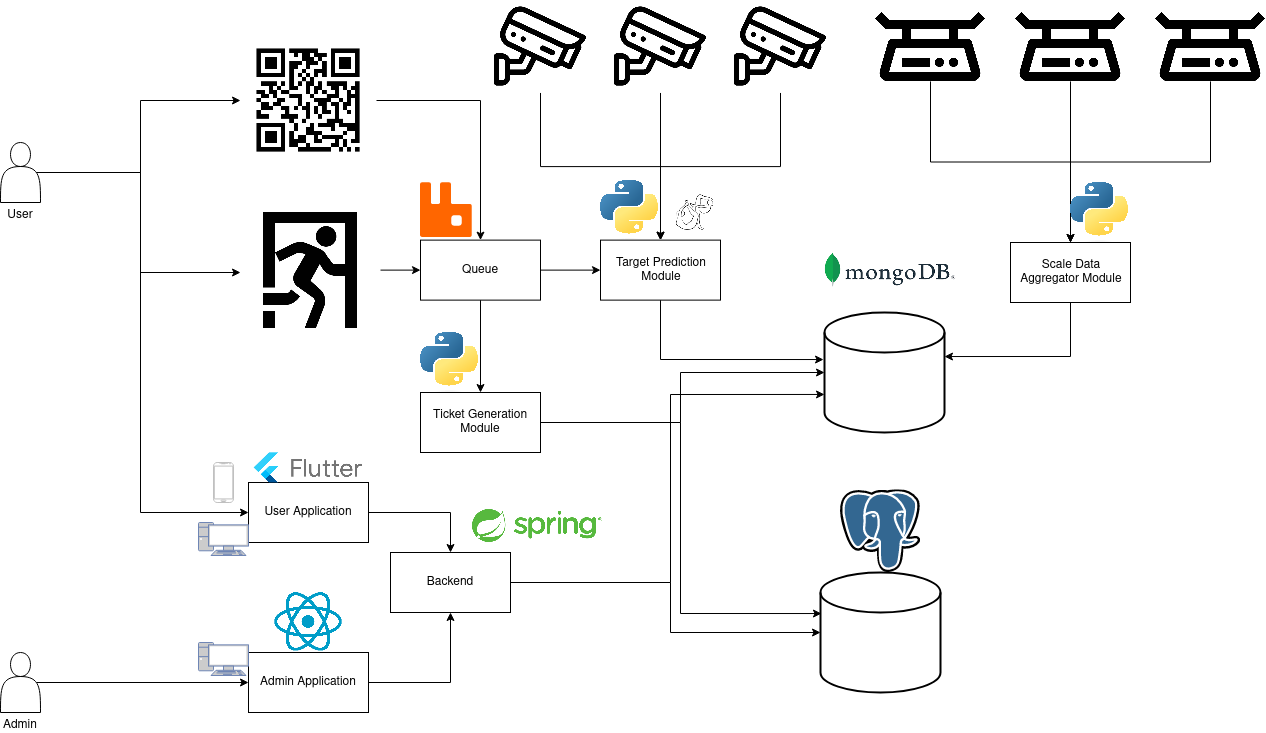 User
Queue
Target Prediction
Module
mongoDB®
Scale Data
Aggregator Module
Ticket Generation
Module
Flutter
User Application
spring®
Backend
Admin Application
Admin